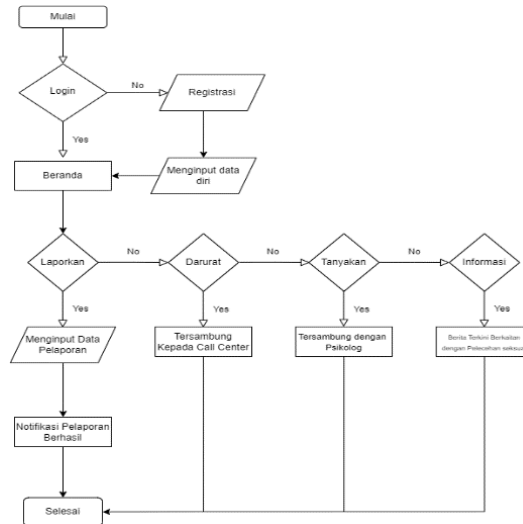 Mulai
Login
No
Registrasi
Yes
Beranda
Menginput data
diri
Laporkan
No
Darurat
No
Tanyakan
No
Informasi
Yes
Yes
Yes
Yes
Menginput Data
Pelaporan
Tersambung
Kepada Call Center
Tersambung dengan
Psikolog
Berita Terkini Berkaitan
dengan Pelecehan seksual
Notifikasi Pelaporan
Berhasil
Selesai